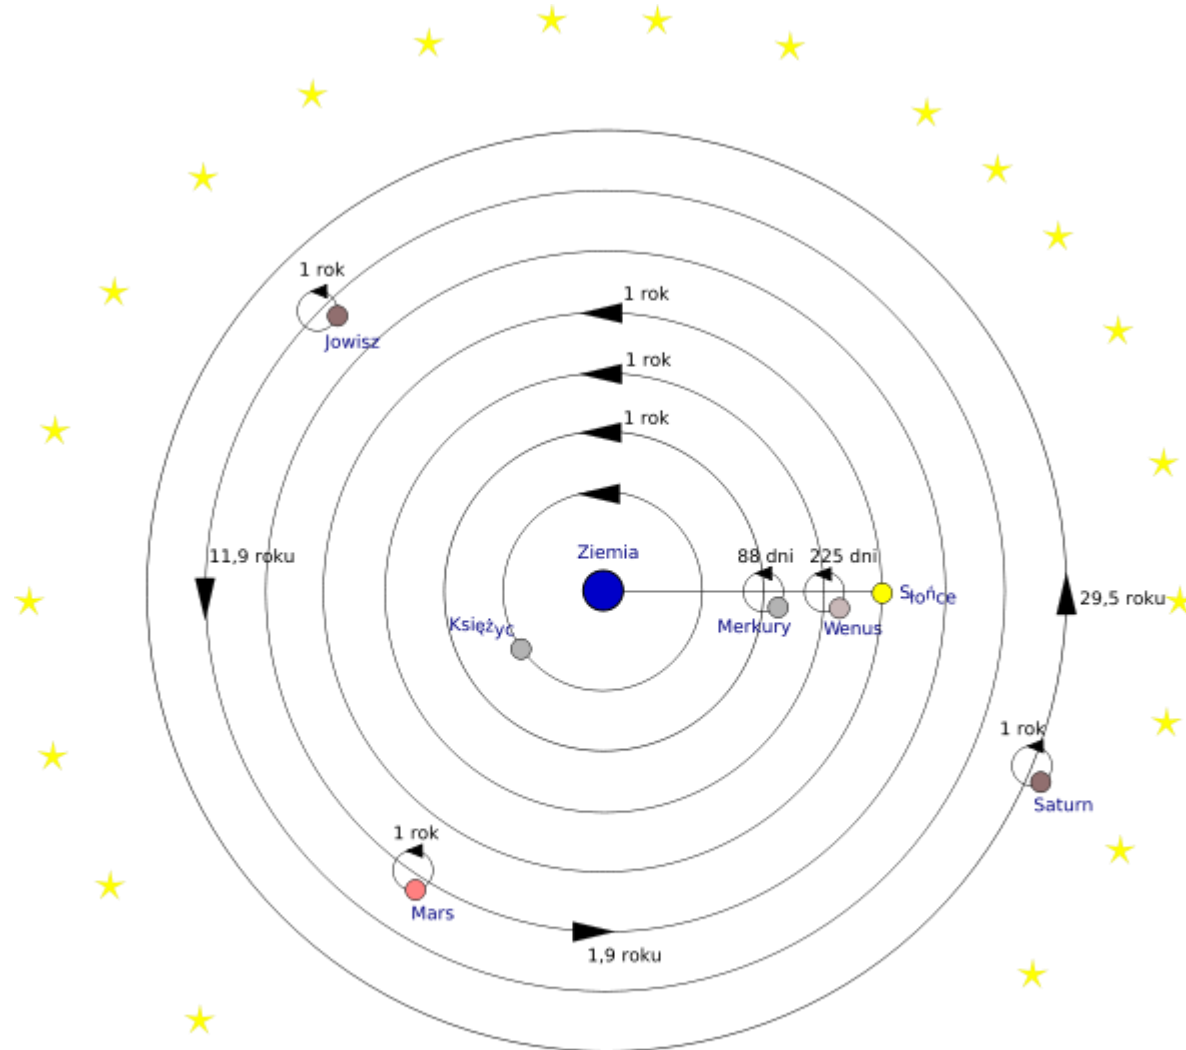 1 rok
Jowisz
1 rok
1 rok
1 rok
11,9 roku
Ziemia
88 dni
225 dni
Słońce
29,5 roku
Księżyc
Merkury
Wenus
1 rok
Saturn
1 rok
Mars
1,9 roku